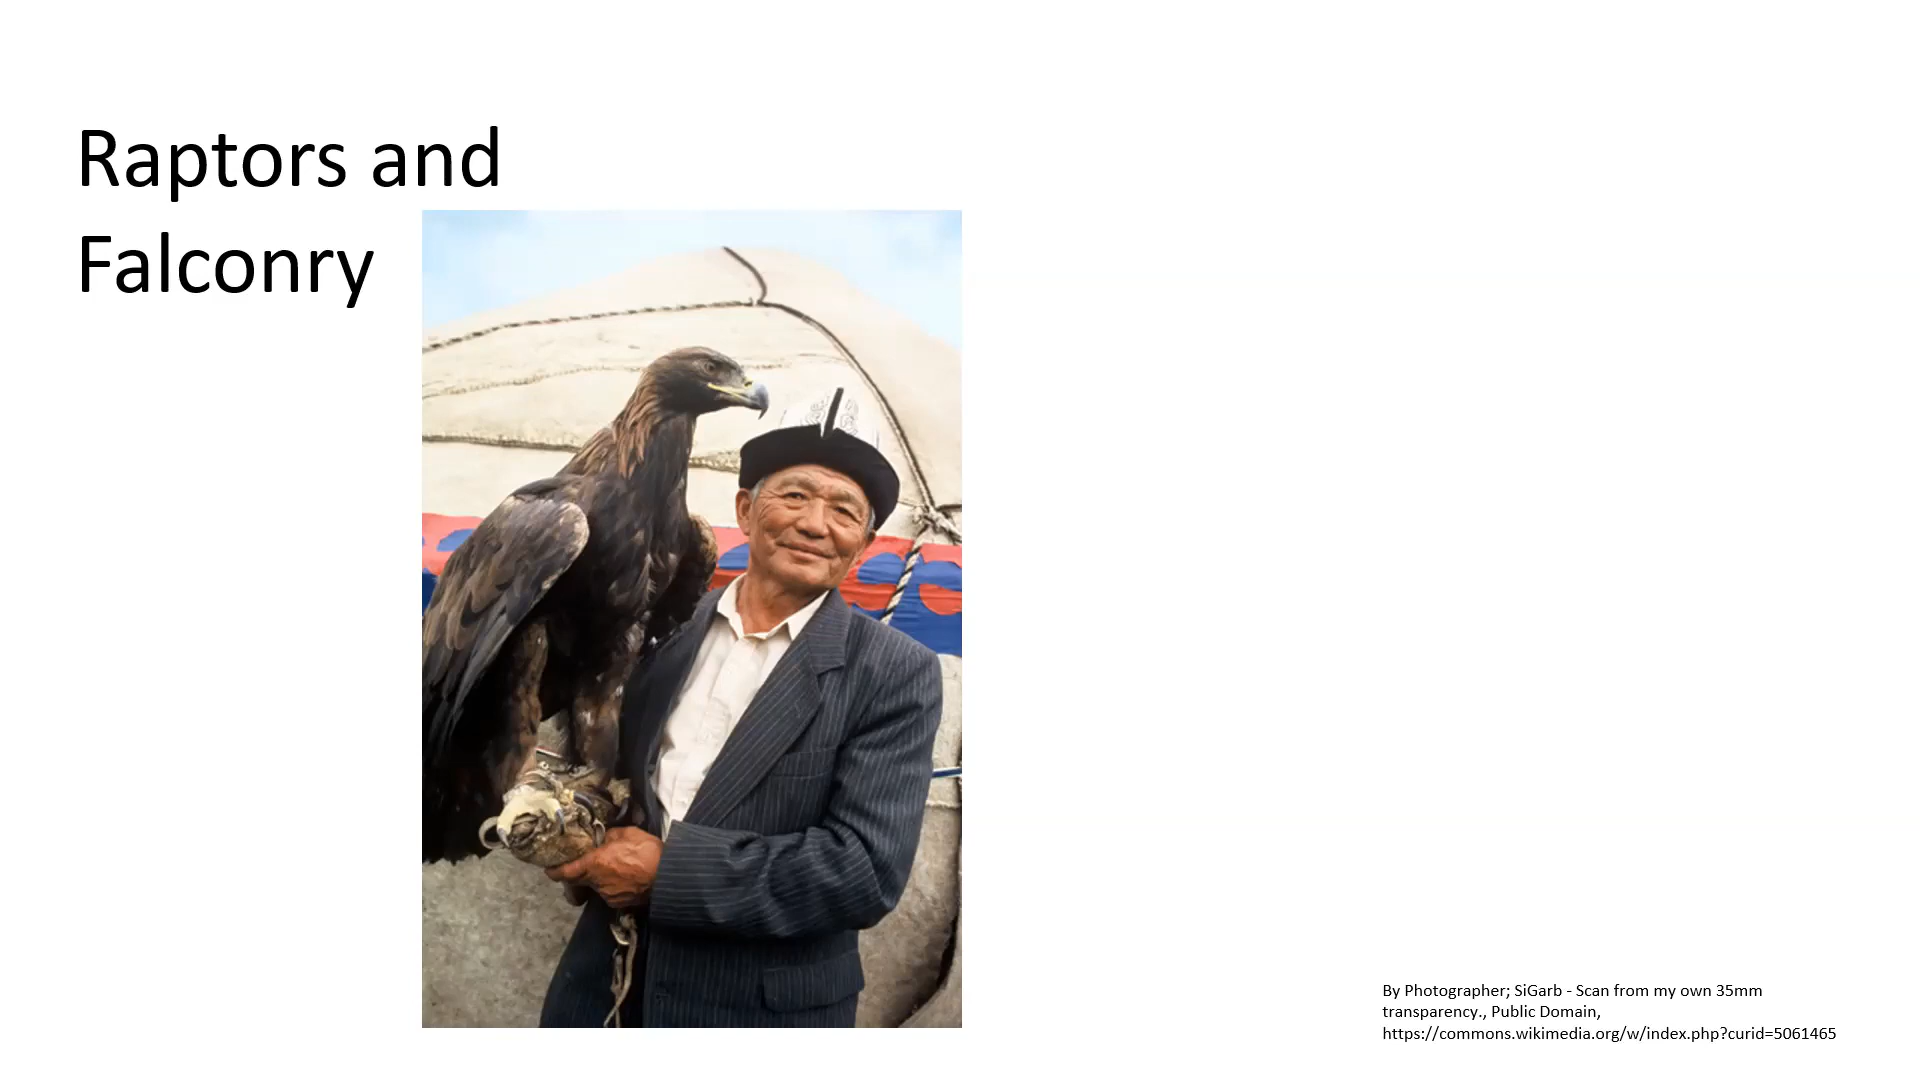 Raptors and
Falconry
By Photographer; SiGarb - Scan from my own 35mm
transparency., Public Domain,
https://commons.wikimedia.org/w/index.php?curid=5061465